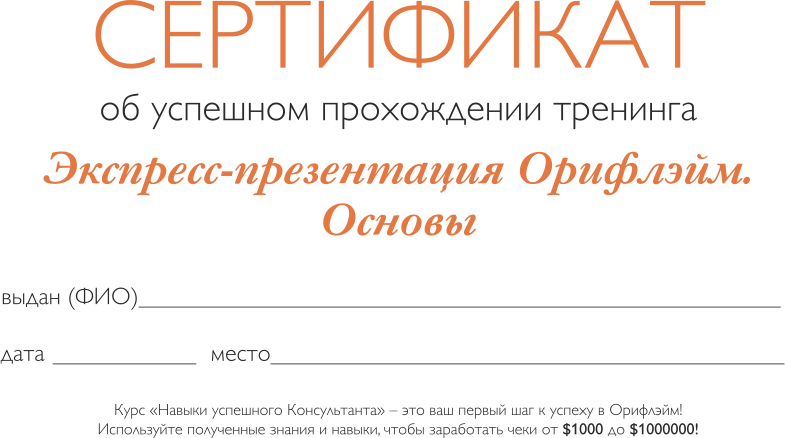 СЕРТИФИКАТ
об успешном прохождении тренинга
Экспресс-презентация Орифлэйм.
Основы
выдан (ФИО)
дата место
Курс «Навыки успешного Консультанта» – это ваш первый шаг к успеху в Орифлэйм!
Используйте полученные знания и навыки, чтобы заработать чеки от $1000 до $1000000!